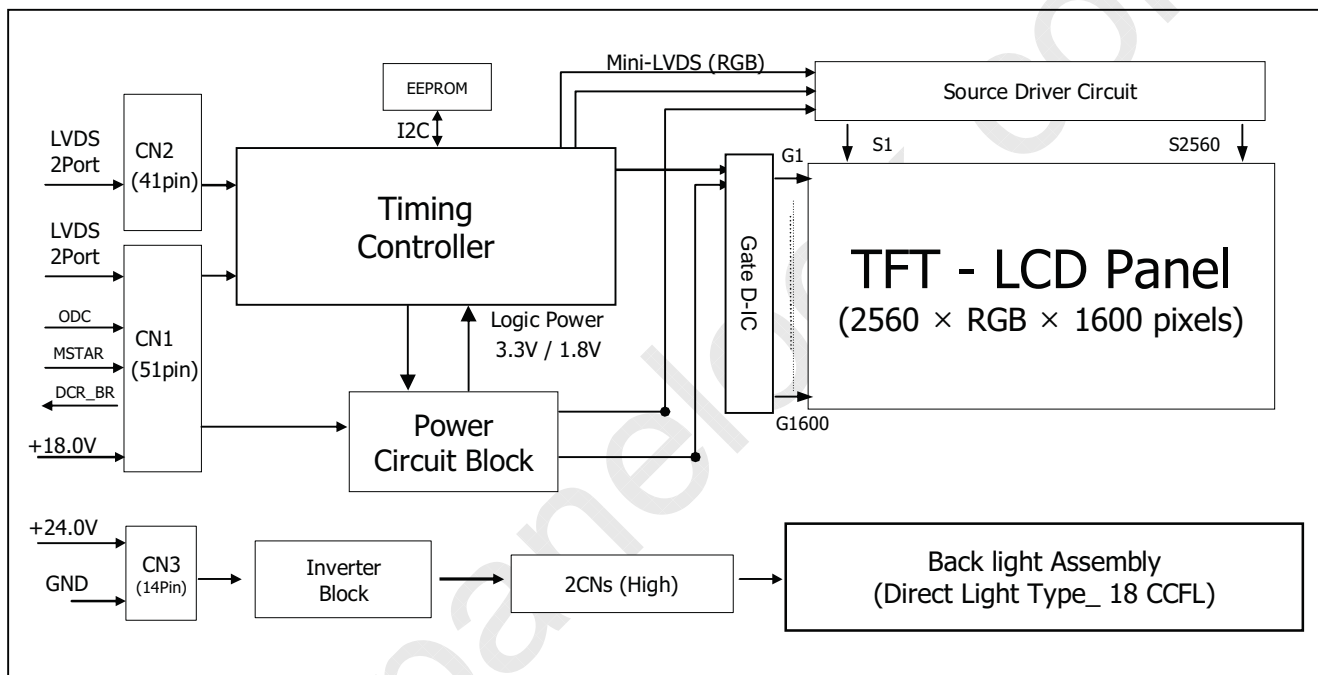 Mini-LVDS (RGB)
EEPROM
Source Driver Circuit
I2C
LVDS
2Port
CN2
(41pin)
S1
S2560
G1
Timing
Controller
LVDS
2Port
ODC
MSTAR
DCR_BR
+18.0V
CN1
(51pin)
Gate D-IC
TFT - LCD Panel
(2560 × RGB × 1600 pixels)
Logic Power
3.3V / 1.8V
G1600
Power
Circuit Block
+24.0V
GND
CN3
(14Pin)
Inverter
Block
2CNs (High)
Back light Assembly
(Direct Light Type_ 18 CCFL)